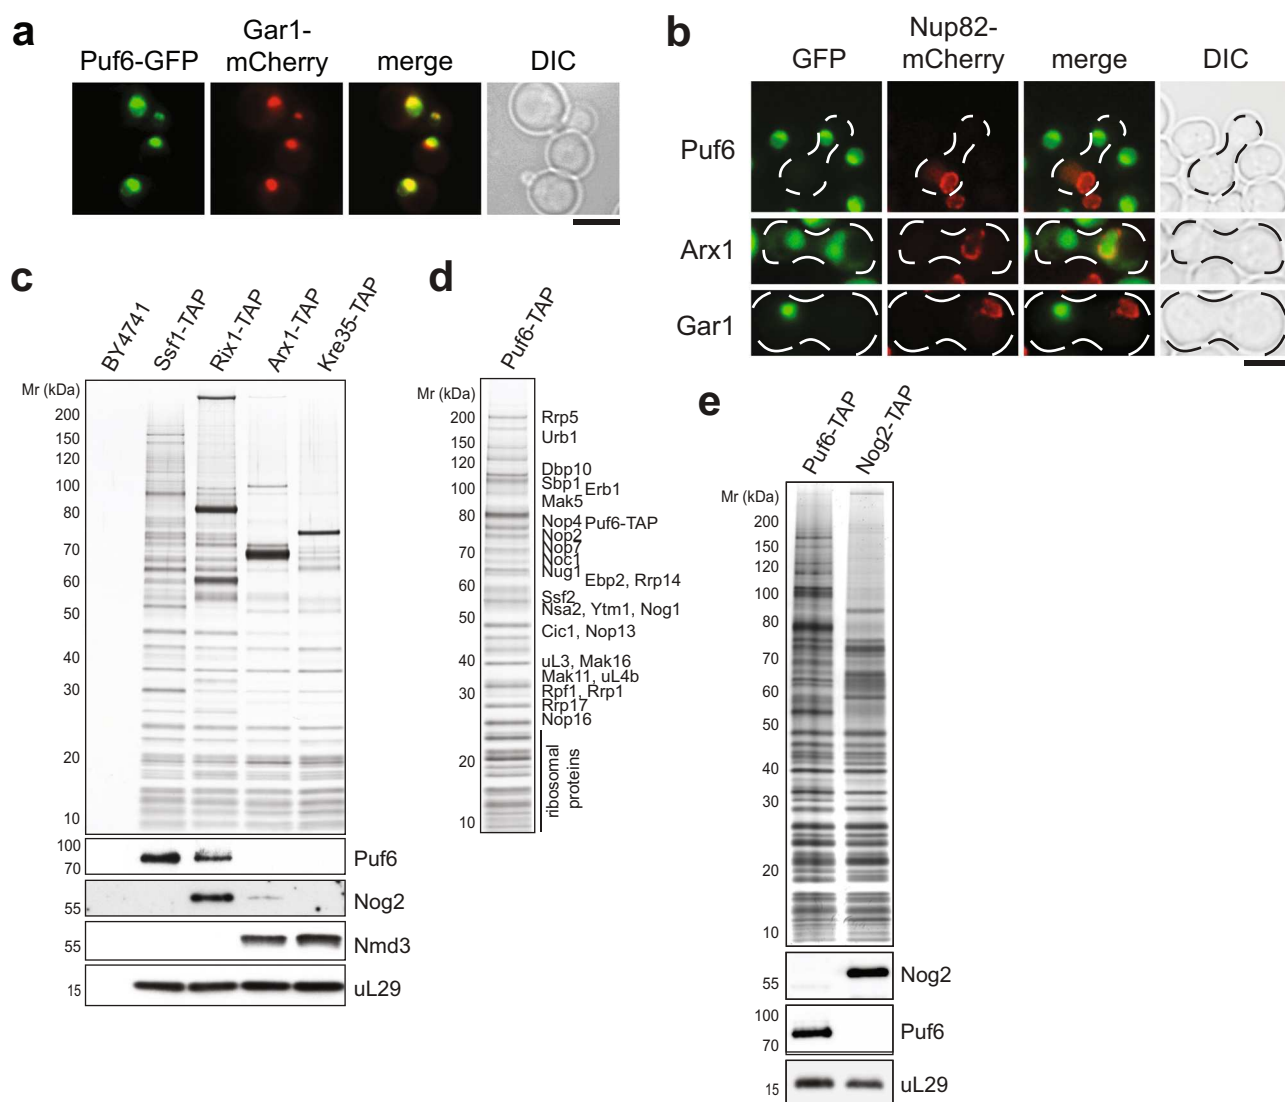 a
Puf6-GFP
Gar1-
mCherry
merge
DIC
b
GFP
Nup82-
mCherry
merge
DIC
Puf6
Arx1
Gar1
c
BY4741
Ssf1-TAP
Rix1-TAP
Arx1-TAP
Kre35-TAP
Mr (kDa)
200
150
120
100
80
70
60
50
40
30
20
10
100
70
Puf6
55
Nog2
55
Nmd3
15
uL29
d
Puf6-TAP
Mr (kDa)
200
150
120
100
80
70
60
50
40
30
20
10
Rrp5
Urb1
Dbp10
Sbp1
Erb1
Mak5
Nop4 Puf6-TAP
Nop2
Nop7
Noc1
Nug1
Ebp2, Rrp14
Ssf2
Nsa2, Ytm1, Nog1
Cic1, Nop13
uL3, Mak16
Mak11, uL4b
Rpf1, Rrp1
Rrp17
Nop16
ribosomal
proteins
e
Puf6-TAP
Nog2-TAP
Mr (kDa)
200
150
120
100
80
70
60
50
40
30
20
10
55
Nog2
100
70
Puf6
15
uL29